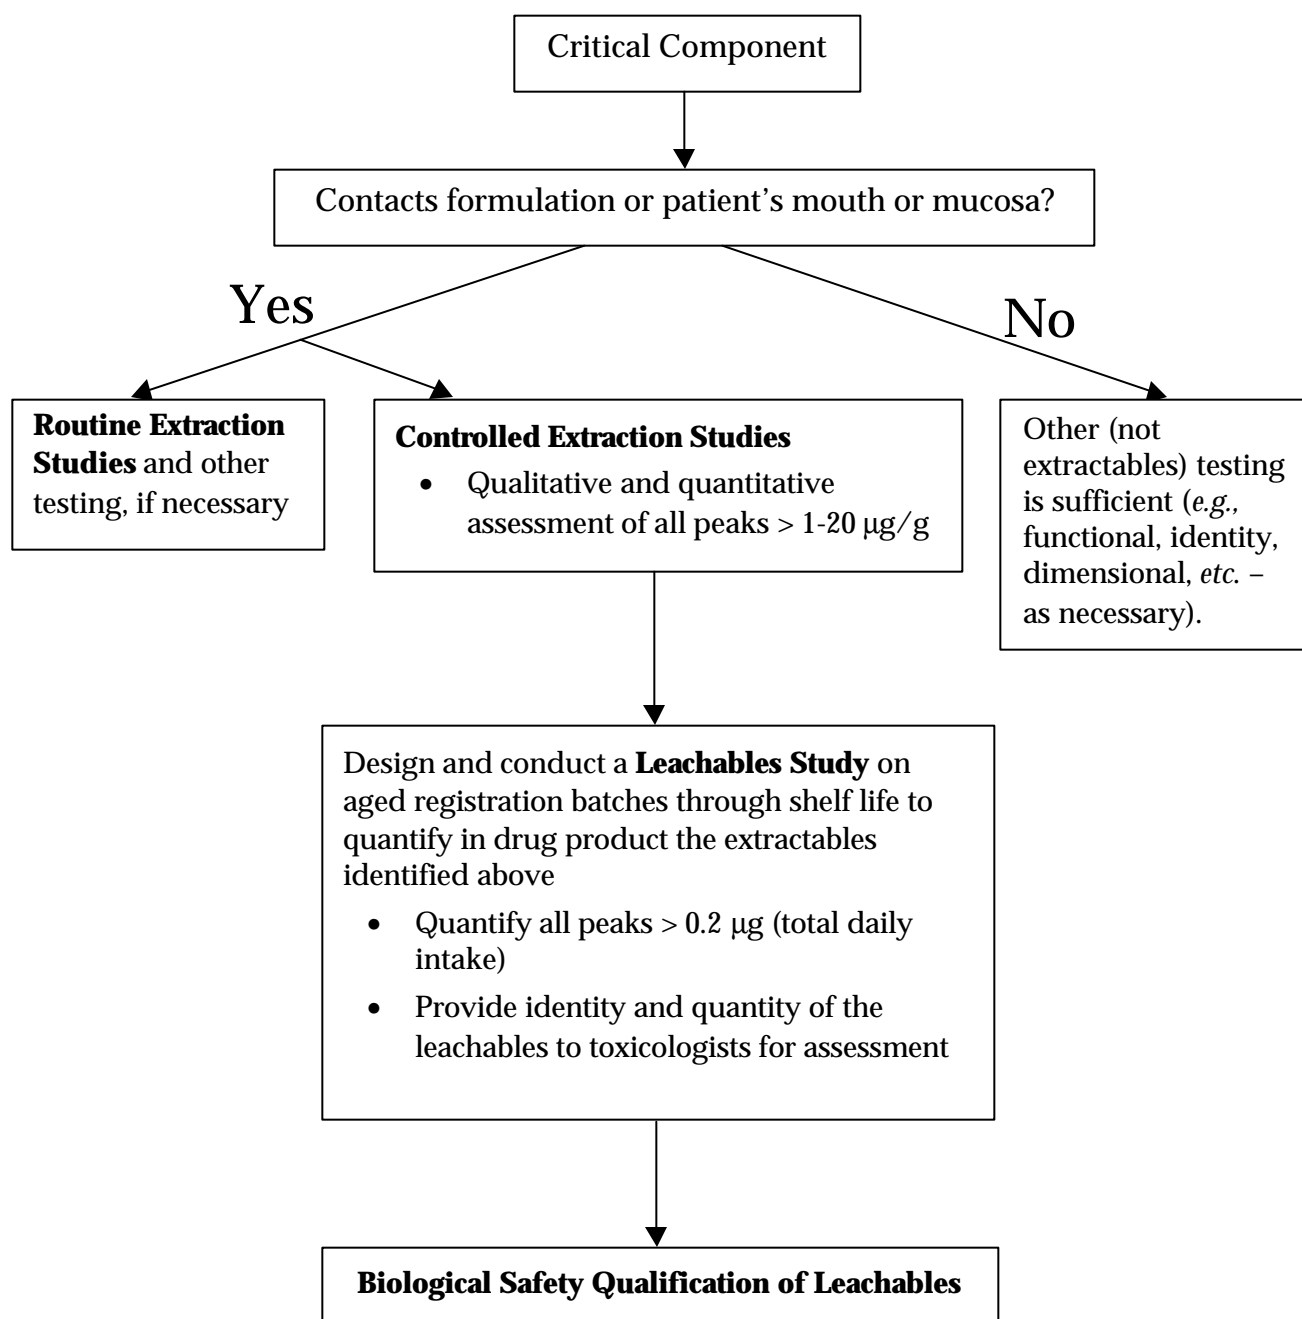 Critical Component
Contacts formulation or patient’s mouth or mucosa?
Yes
No
Routine Extraction
Studies and other
testing, if necessary
Controlled Extraction Studies
• Qualitative and quantitative
assessment of all peaks > 1-20 μg/g
Other (not
extractables) testing
is sufficient (e.g.,
functional, identity,
dimensional, etc. –
as necessary).
Design and conduct a Leachables Study on
aged registration batches through shelf life to
quantify in drug product the extractables
identified above
• Quantify all peaks > 0.2 μg (total daily
intake)
• Provide identity and quantity of the
leachables to toxicologists for assessment
Biological Safety Qualification of Leachables